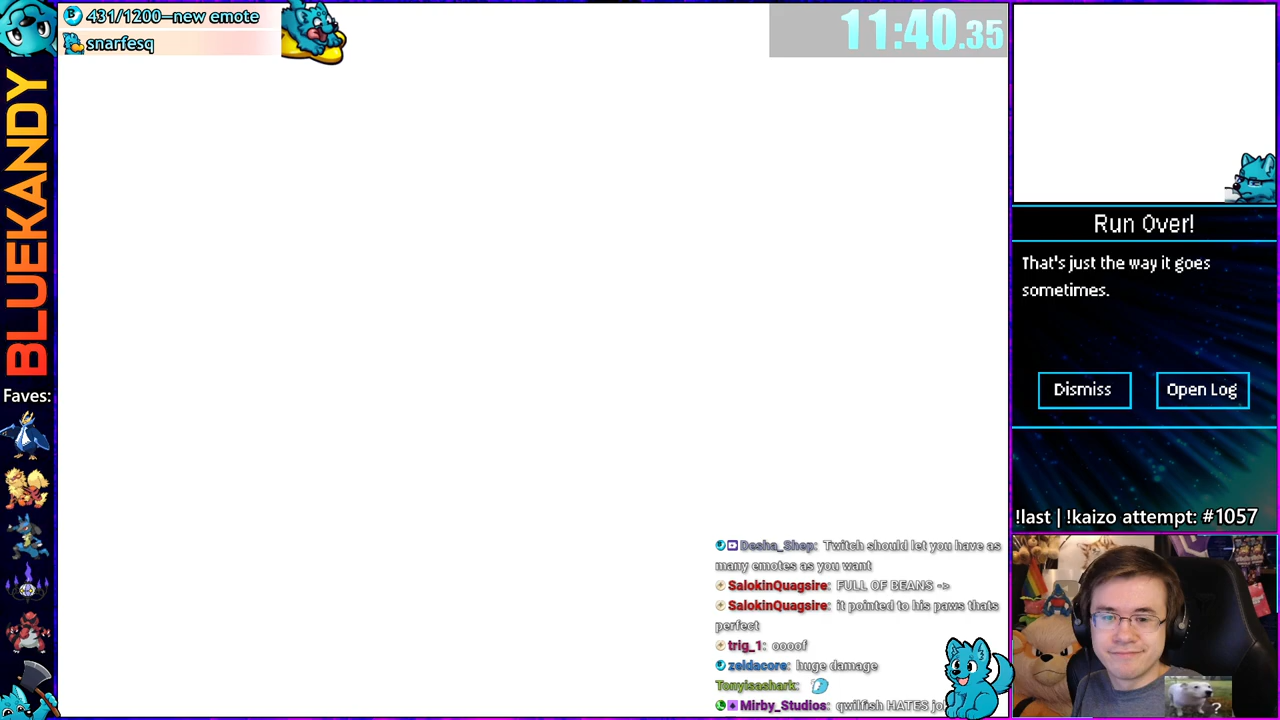 431/1200—new emote
snarfesq
11:40.35
BLUEKANDY
Faves:
Run Over!
That's just the way it goes
sometimes.
Dismiss
Open Log
!last | !kaizo attempt: #1057
Desha_Shep: Twitch should let you have as
many emotes as you want
SalokinQuagsire: FULL OF BEANS ->
SalokinQuagsire: it pointed to his paws thats
perfect
trig_1: oooof
zeldacore: huge damage
Tonyisashark:
Mirby_Studios: qwilfish HATES jo
?